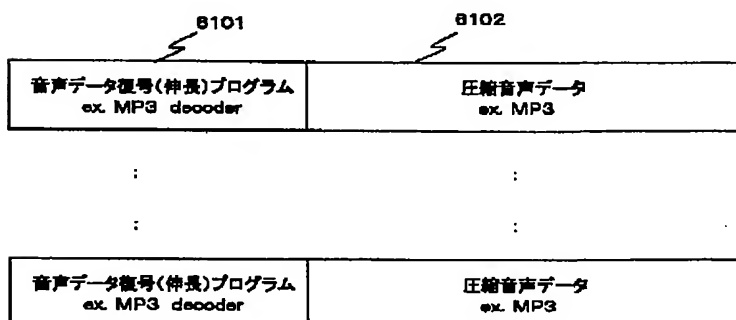 6101
6102
音声データ復号(伸長)プログラム
ex. MP3 decoder
圧縮音声データ
ex. MP3
:
:
:
:
音声データ復号(伸長)プログラム
ex. MP3 decoder
圧縮音声データ
ex. MP3